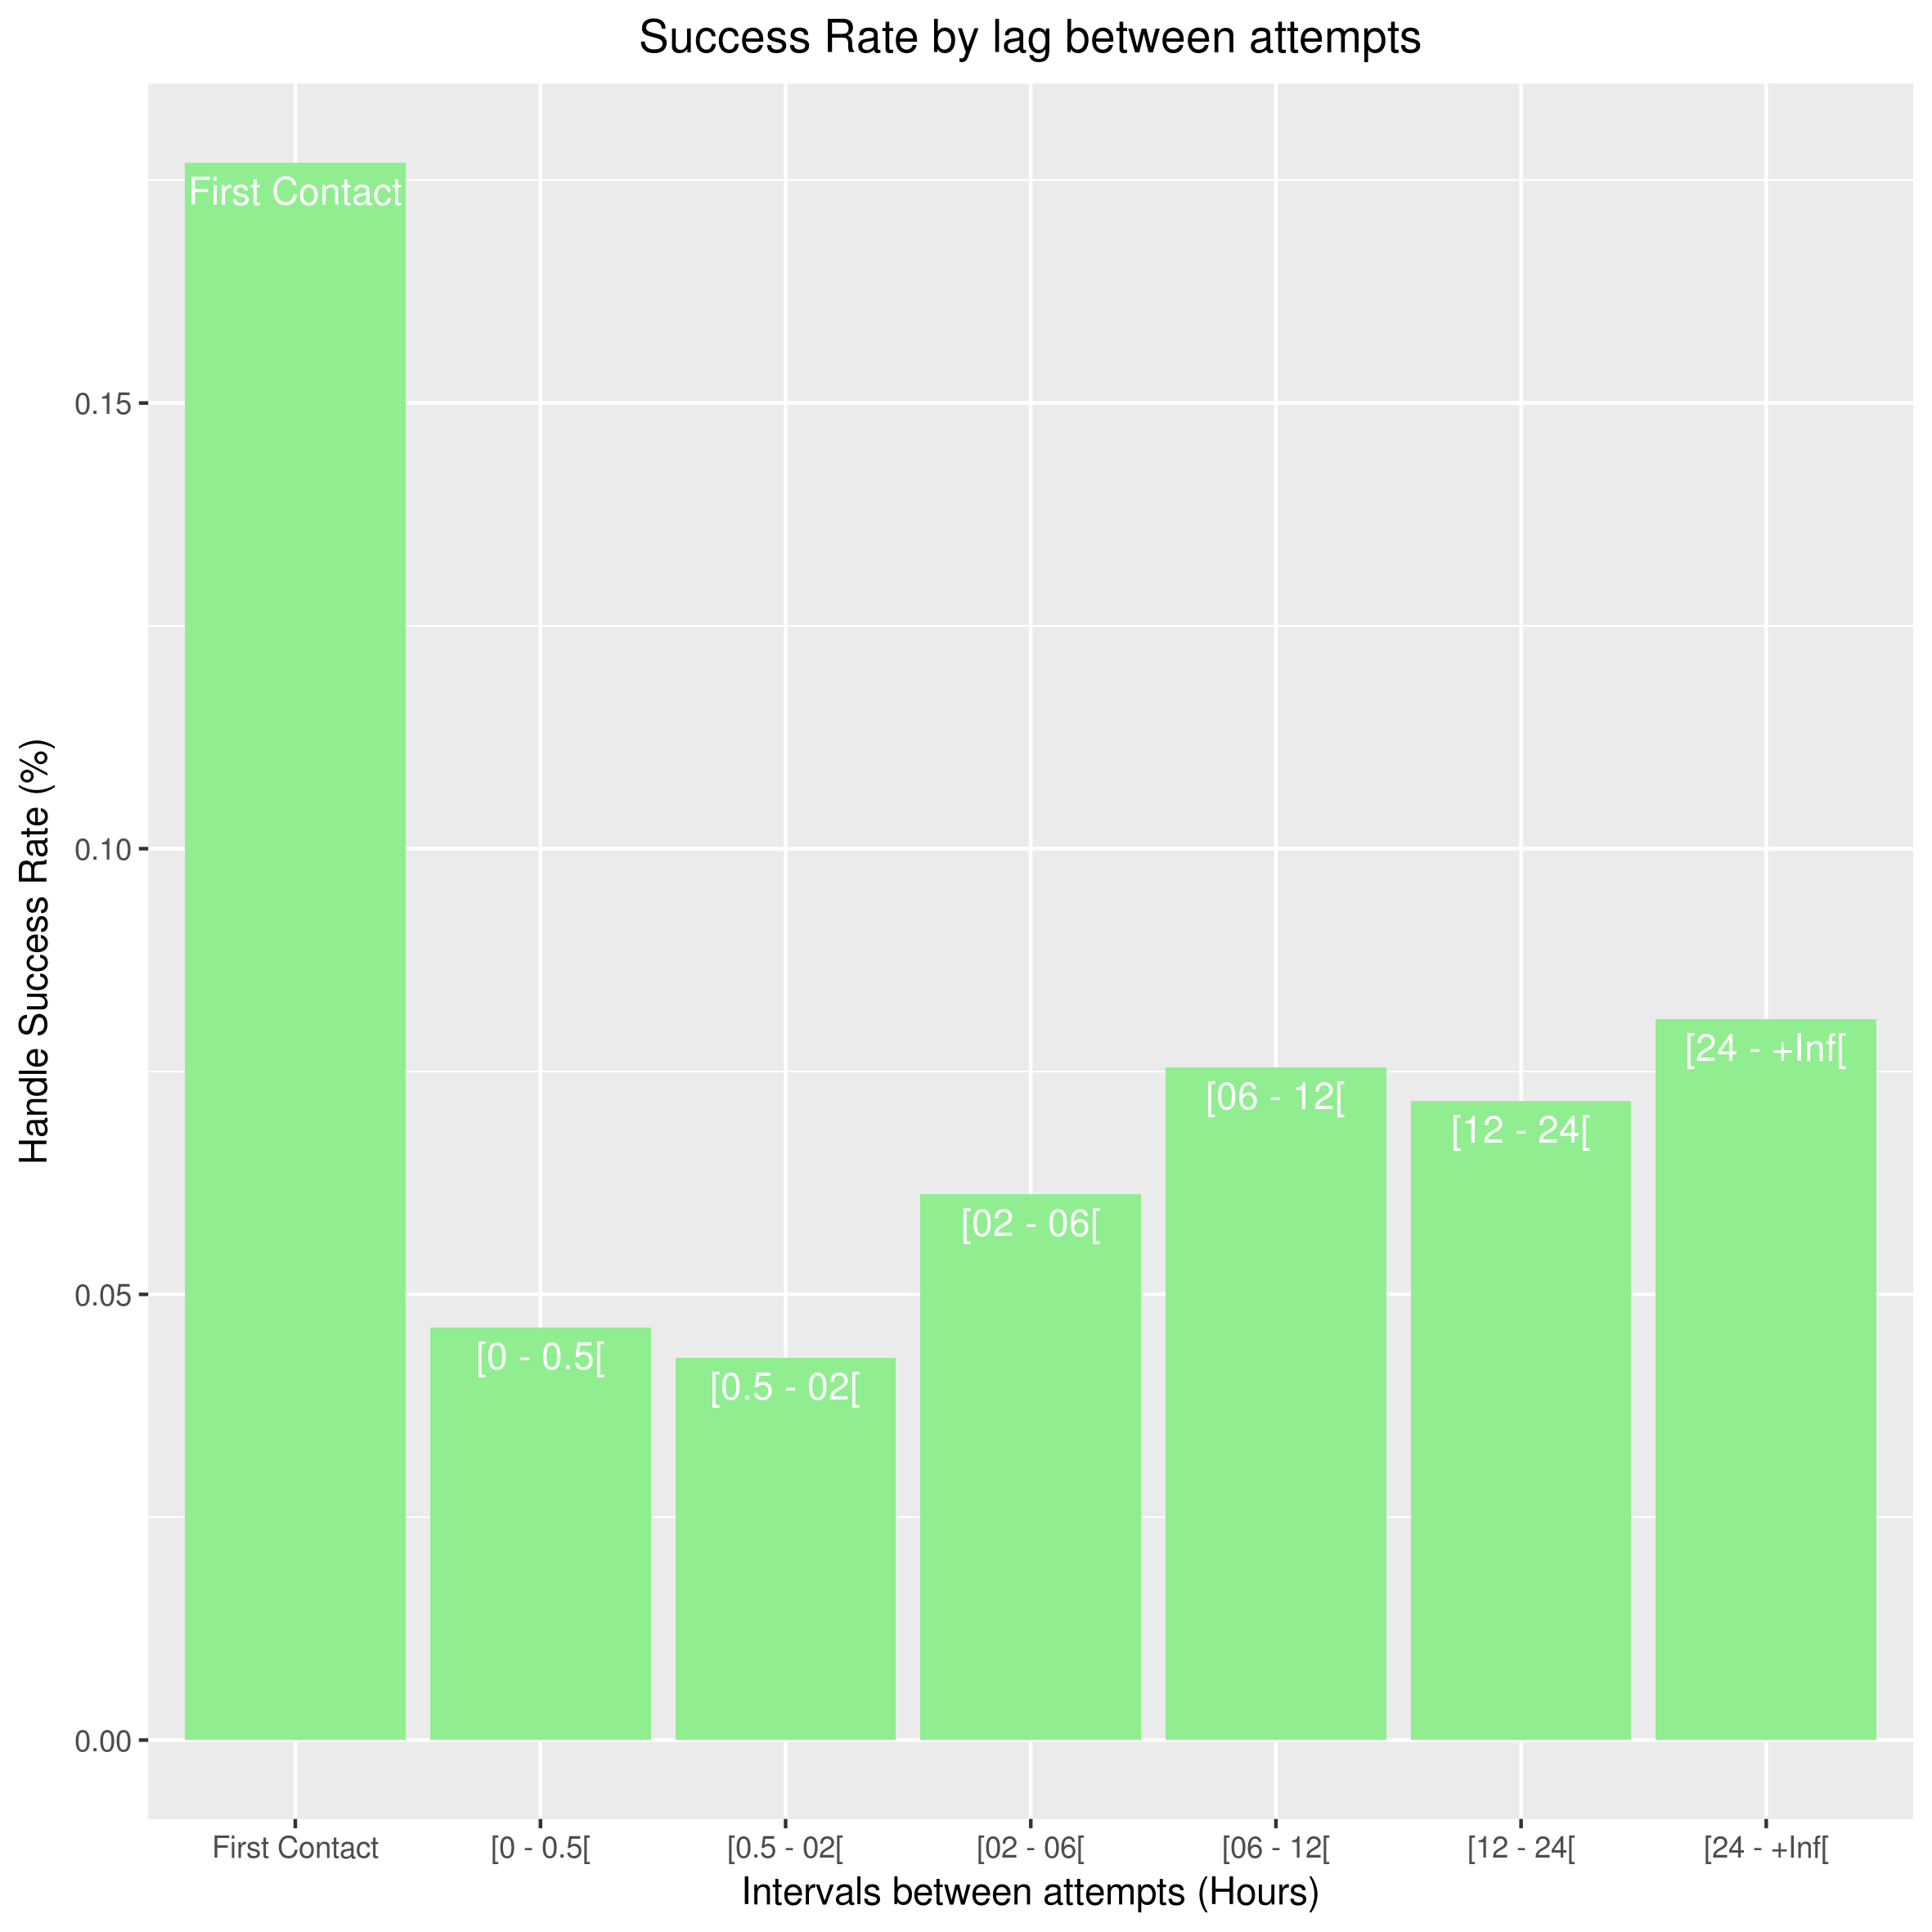 Success Rate by lag between attempts
Handle Success Rate (%)
0.15
0.10
0.05
0.00
First Contact
[0 - 0.5[
[0.5 - 02[
[02 - 06[
[06 - 12[
[12 - 24[
[24 - +Inf[
First Contact
[0 - 0.5[
[0.5 - 02[
[02 - 06[
[06 - 12[
[12 - 24[
[24 - +Inf[
Intervals between attempts (Hours)